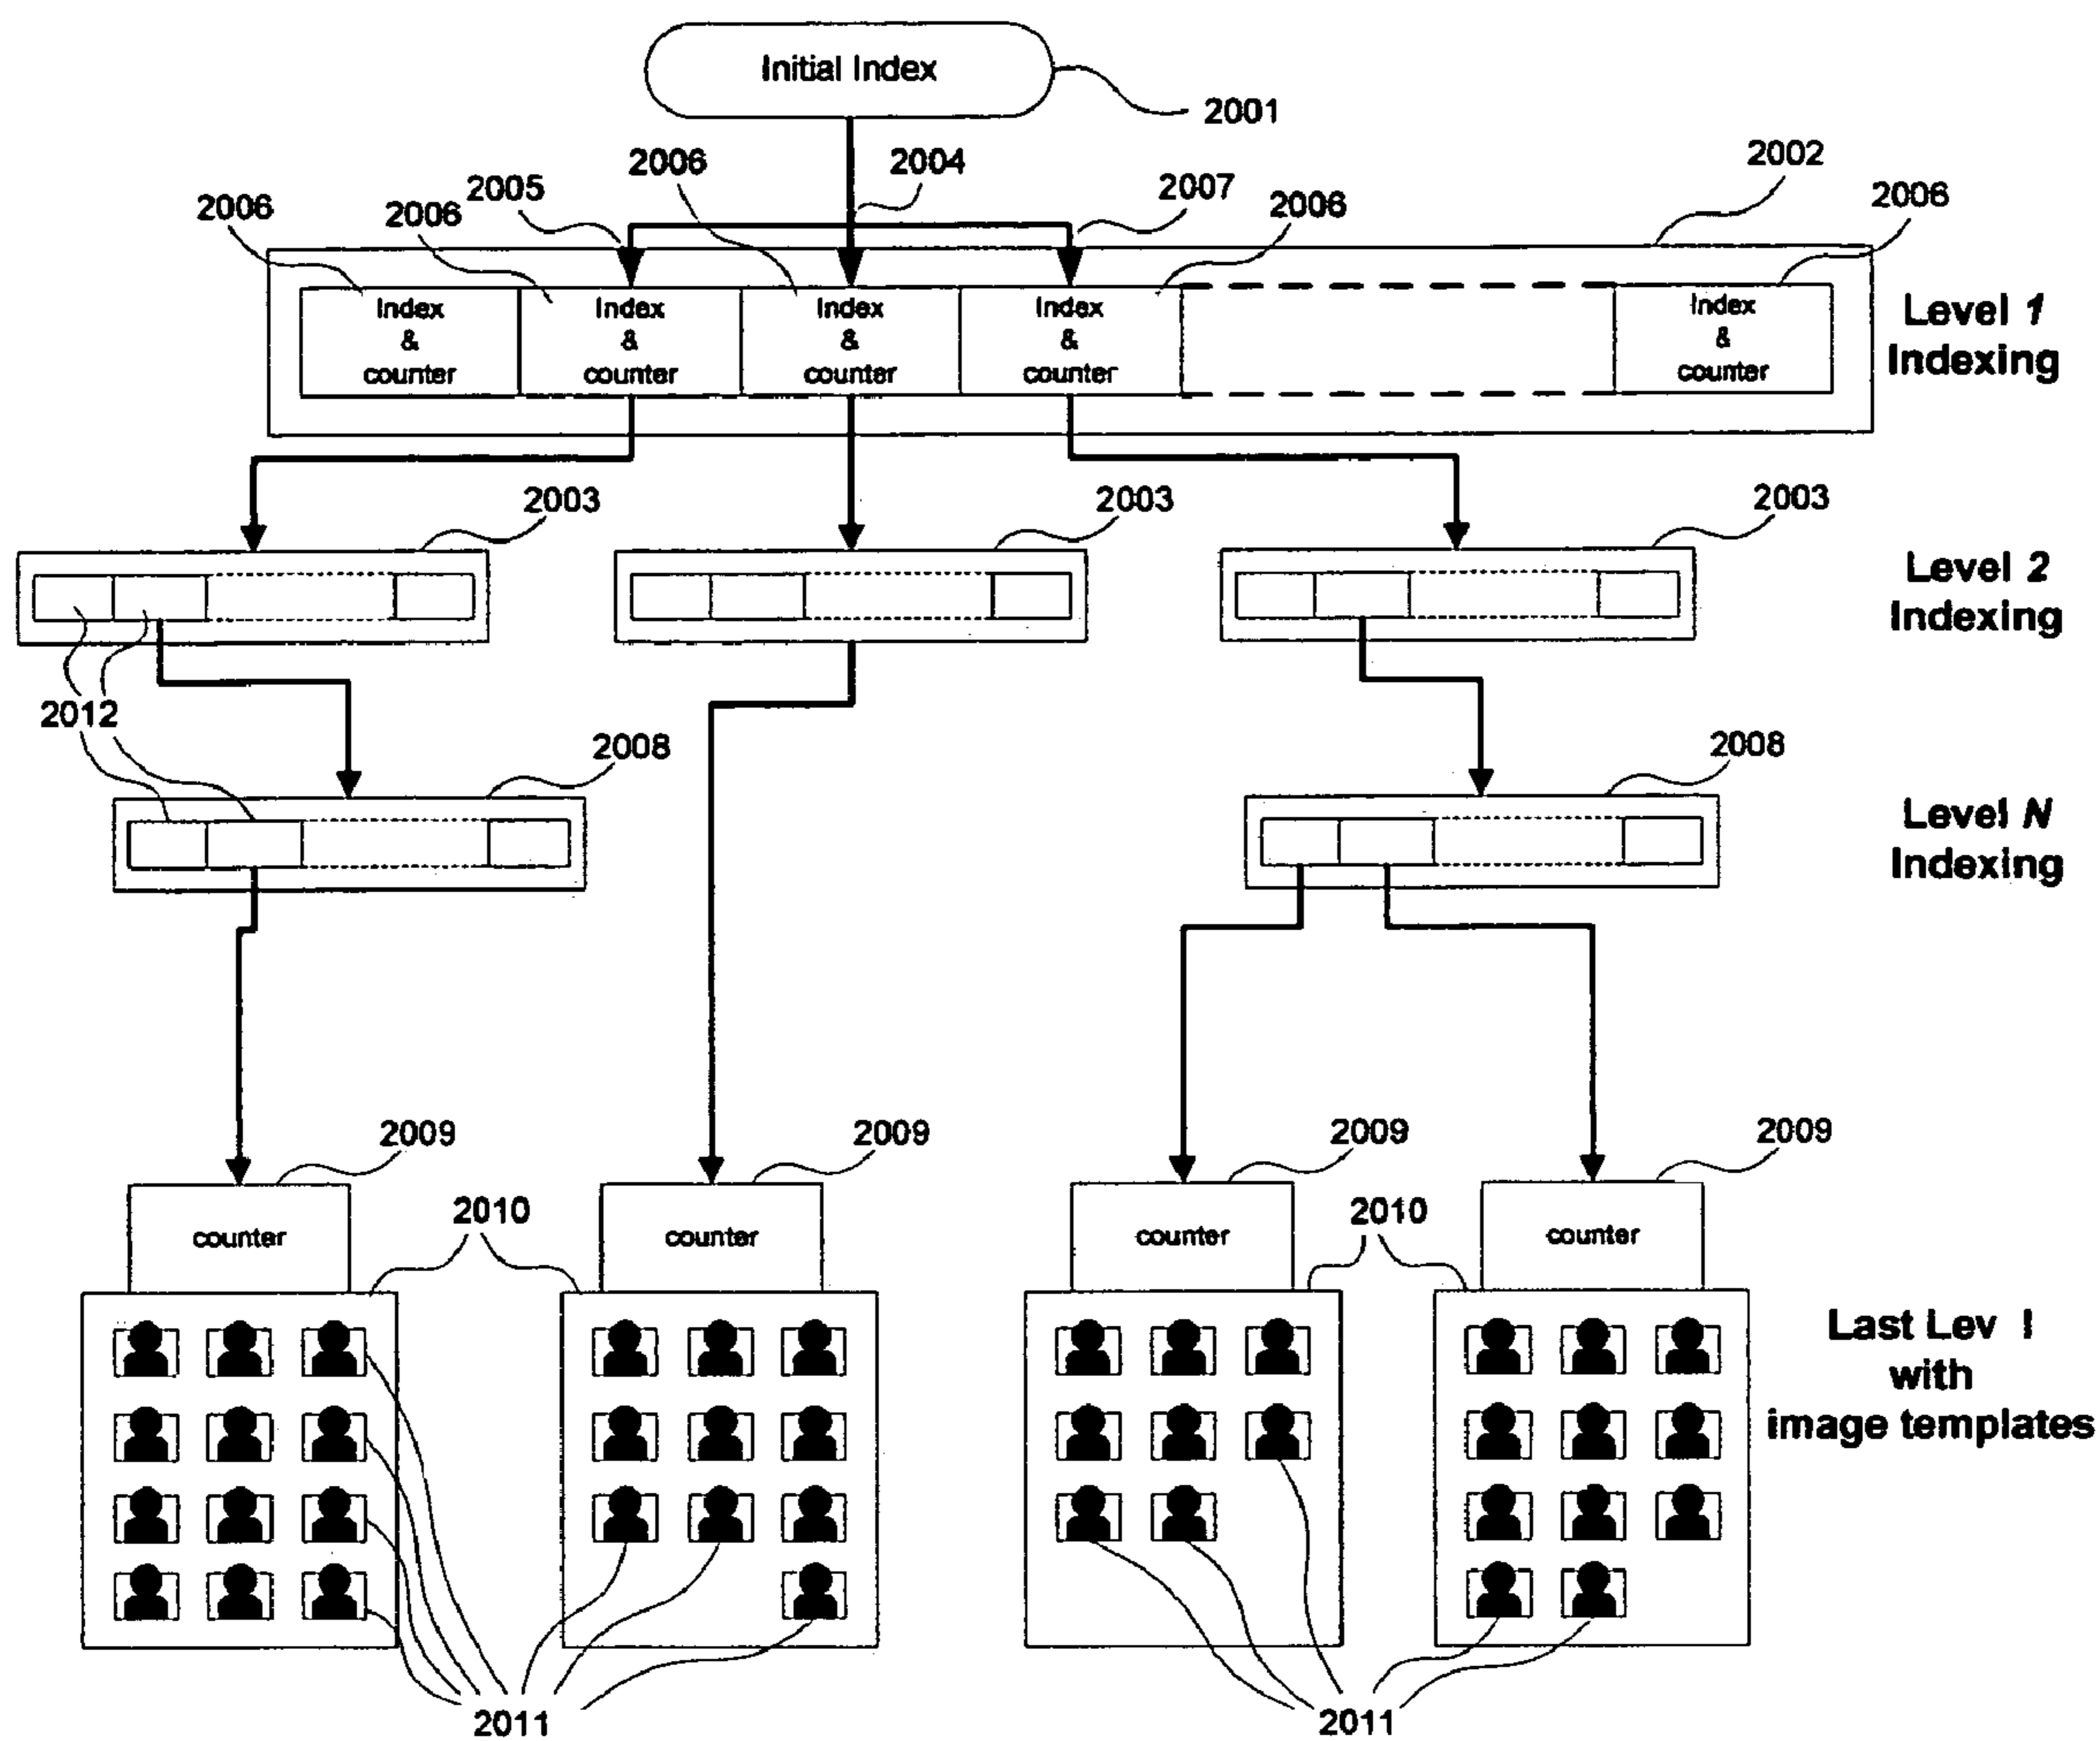 Initial Index
2001
2006
2004
2002
2005
2007
2006
2006
2006
2006
2006
Index
&
counter
Index
&
counter
Index
&
counter
Index
&
counter
Index
&
counter
Level 1
Indexing
2003
2003
2003
Level 2
Indexing
2012
2008
2008
Level N
Indexing
2009
2009
2009
2009
counter
2010
counter
counter
2010
counter
Last Lev l
with
image templates
2011
2011